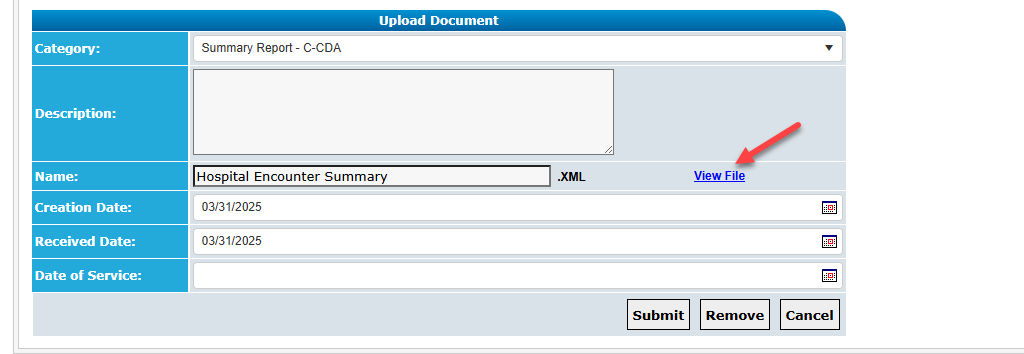 Upload Document
Category: Summary Report - C-CDA
Description:
Name: Hospital Encounter Summary .XML View File
Creation Date: 03/31/2025
Received Date: 03/31/2025
Date of Service:
Submit Remove Cancel